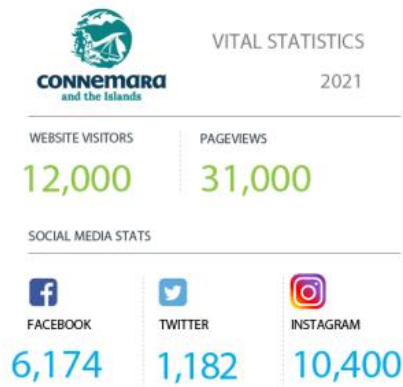 CONNEMARA
and the Islands
VITAL STATISTICS
2021
WEBSITE VISITORS
PAGEVIEWS
12,000
31,000
SOCIAL MEDIA STATS
FACEBOOK
TWITTER
INSTAGRAM
6,174
1,182
10,400